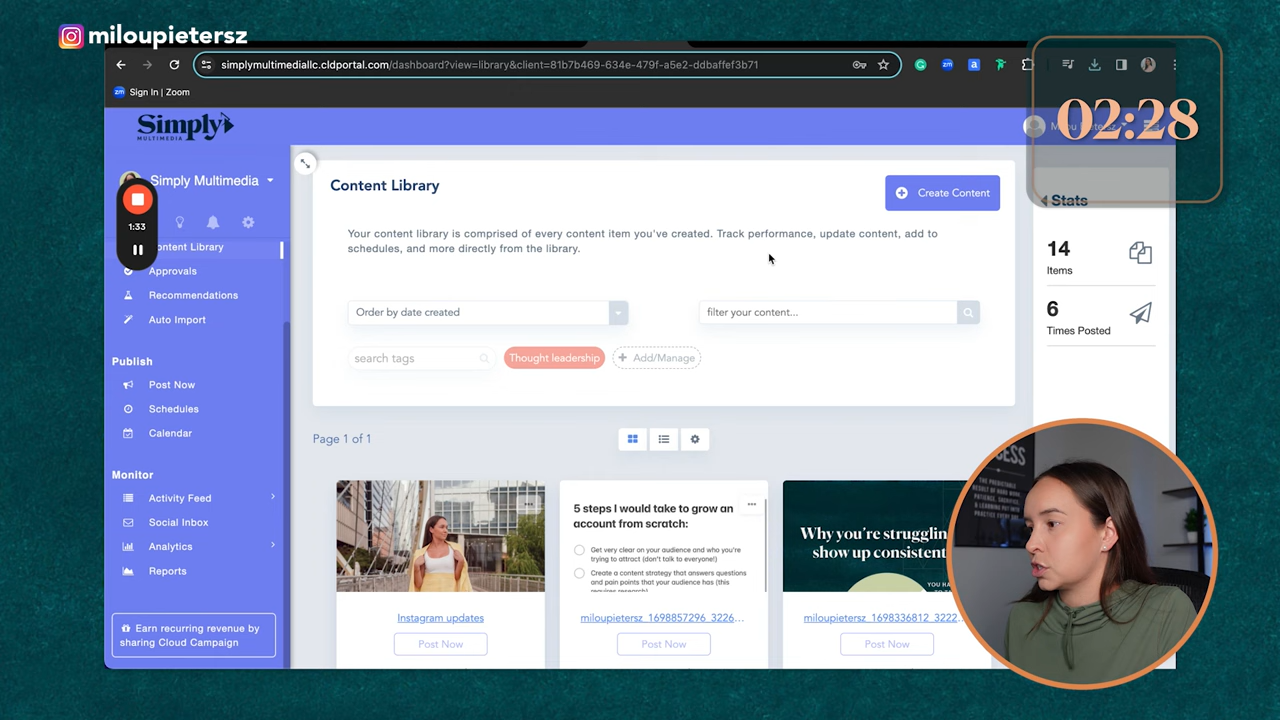 miloupietersz
simplymultimediallc.cldportal.com/dashboard?view=library&client=81b7b469-634e-479f-a5e2-ddbaffef3b71
Sign In | Zoom
02:28
Simply
MULTIMEDIA
Simply Multimedia
1:33
Content Library
Approvals
Recommendations
Auto Import
Publish
Post Now
Schedules
Calendar
Monitor
Activity Feed
Social Inbox
Analytics
Reports
Earn recurring revenue by
sharing Cloud Campaign
Content Library
Create Content
Your content library is comprised of every content item you've created. Track performance, update content, add to
schedules, and more directly from the library.
Order by date created
filter your content...
search tags
Thought leadership
Add/Manage
Page 1 of 1
Stats
14
Items
6
Times Posted
Instagram updates
Post Now
5 steps I would take to grow an
account from scratch:
Get very clear on your audience and who you're
trying to attract (don't talk to everyone!)
Create a content strategy that answers questions
and pain points that your audience has (this
requires research)
miloupietersz_1698857296_3226...
Post Now
Why you're strugglin
show up consistent
YOU HA
miloupietersz_1698336812_3222...
Post Now
SUCCESS
THE PREDICTABLE